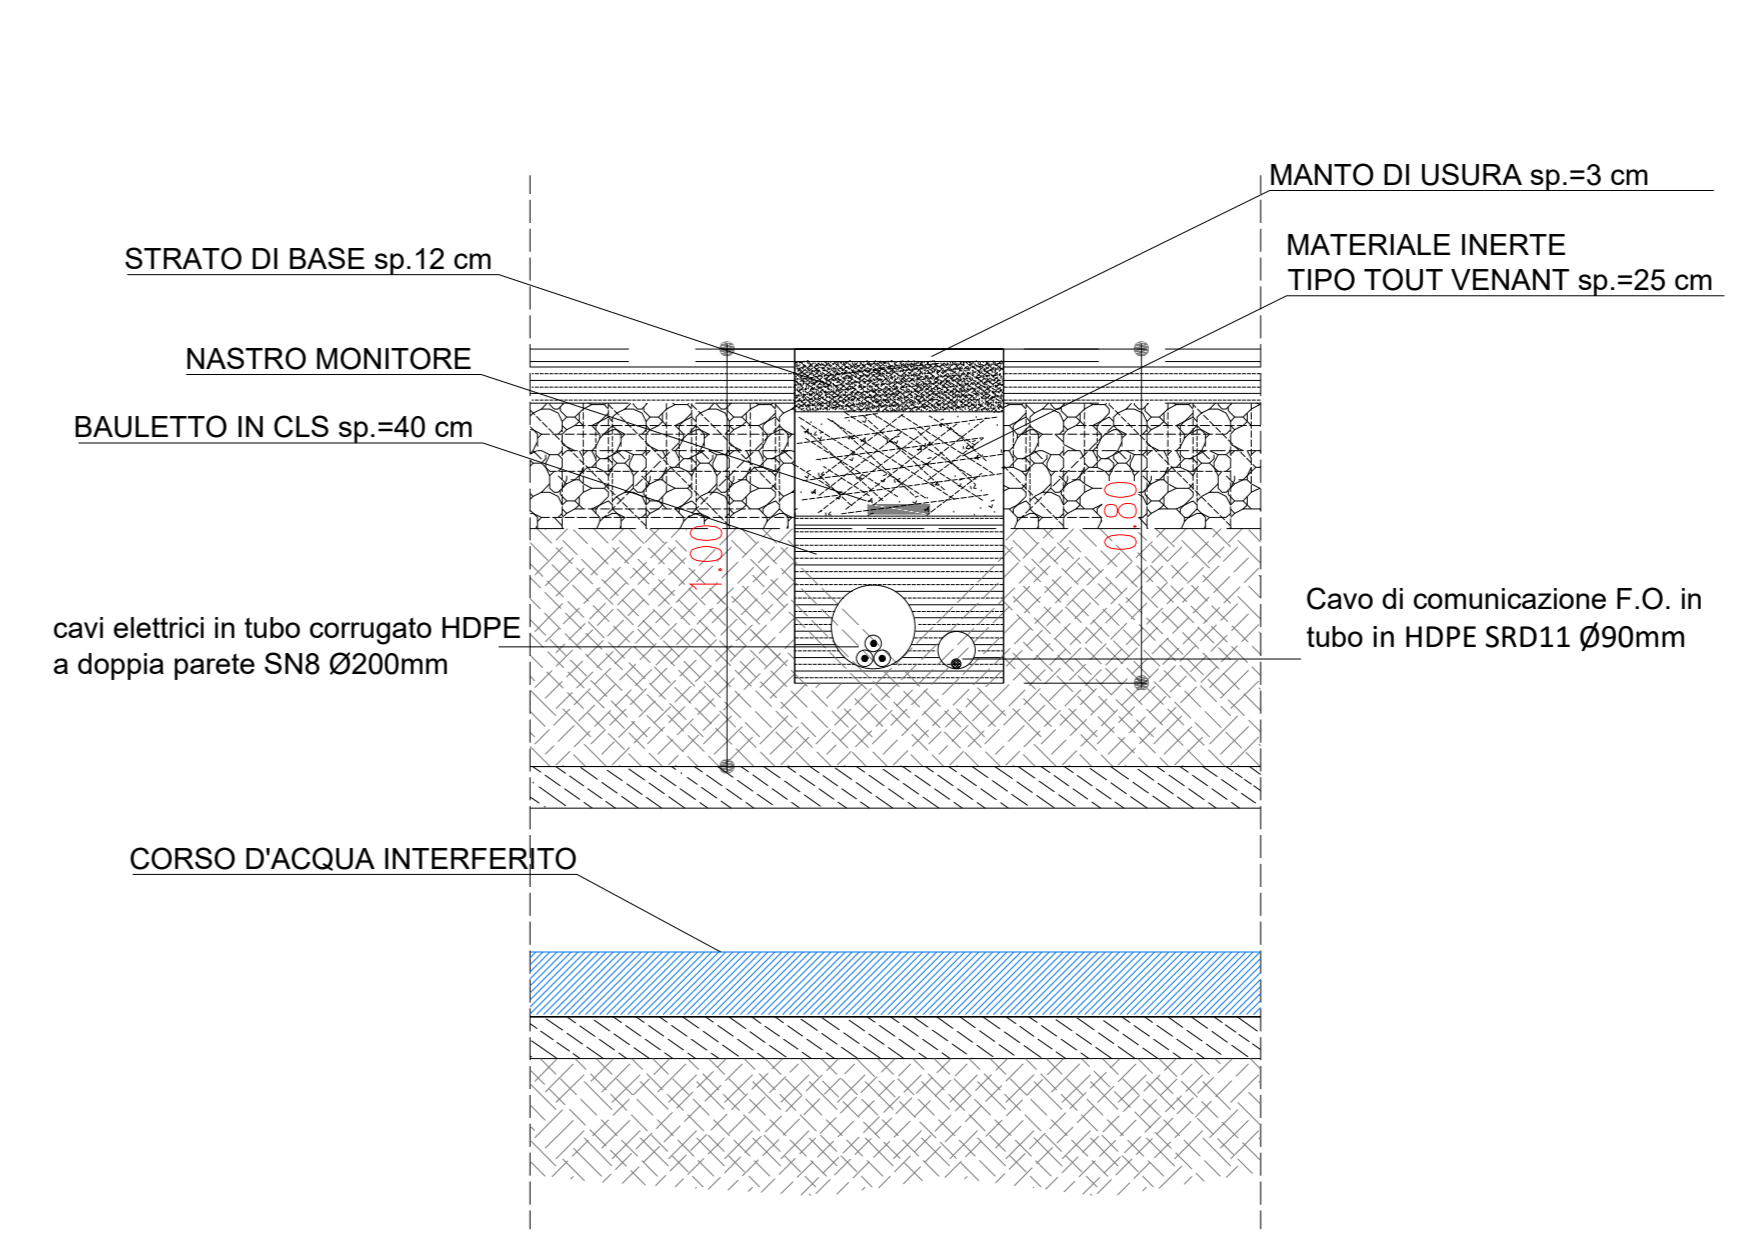 MANTO DI USURA sp.=3 cm
MATERIALE INERTE
TIPO TOUT VENANT sp.=25 cm
STRATO DI BASE sp.12 cm
NASTRO MONITORE
BAULETTO IN CLS sp.=40 cm
1.00
0.80
cavi elettrici in tubo corrugato HDPE
a doppia parete SN8 Ø200mm
Cavo di comunicazione F.O. in
tubo in HDPE SRD11 Ø90mm
CORSO D'ACQUA INTERFERITO